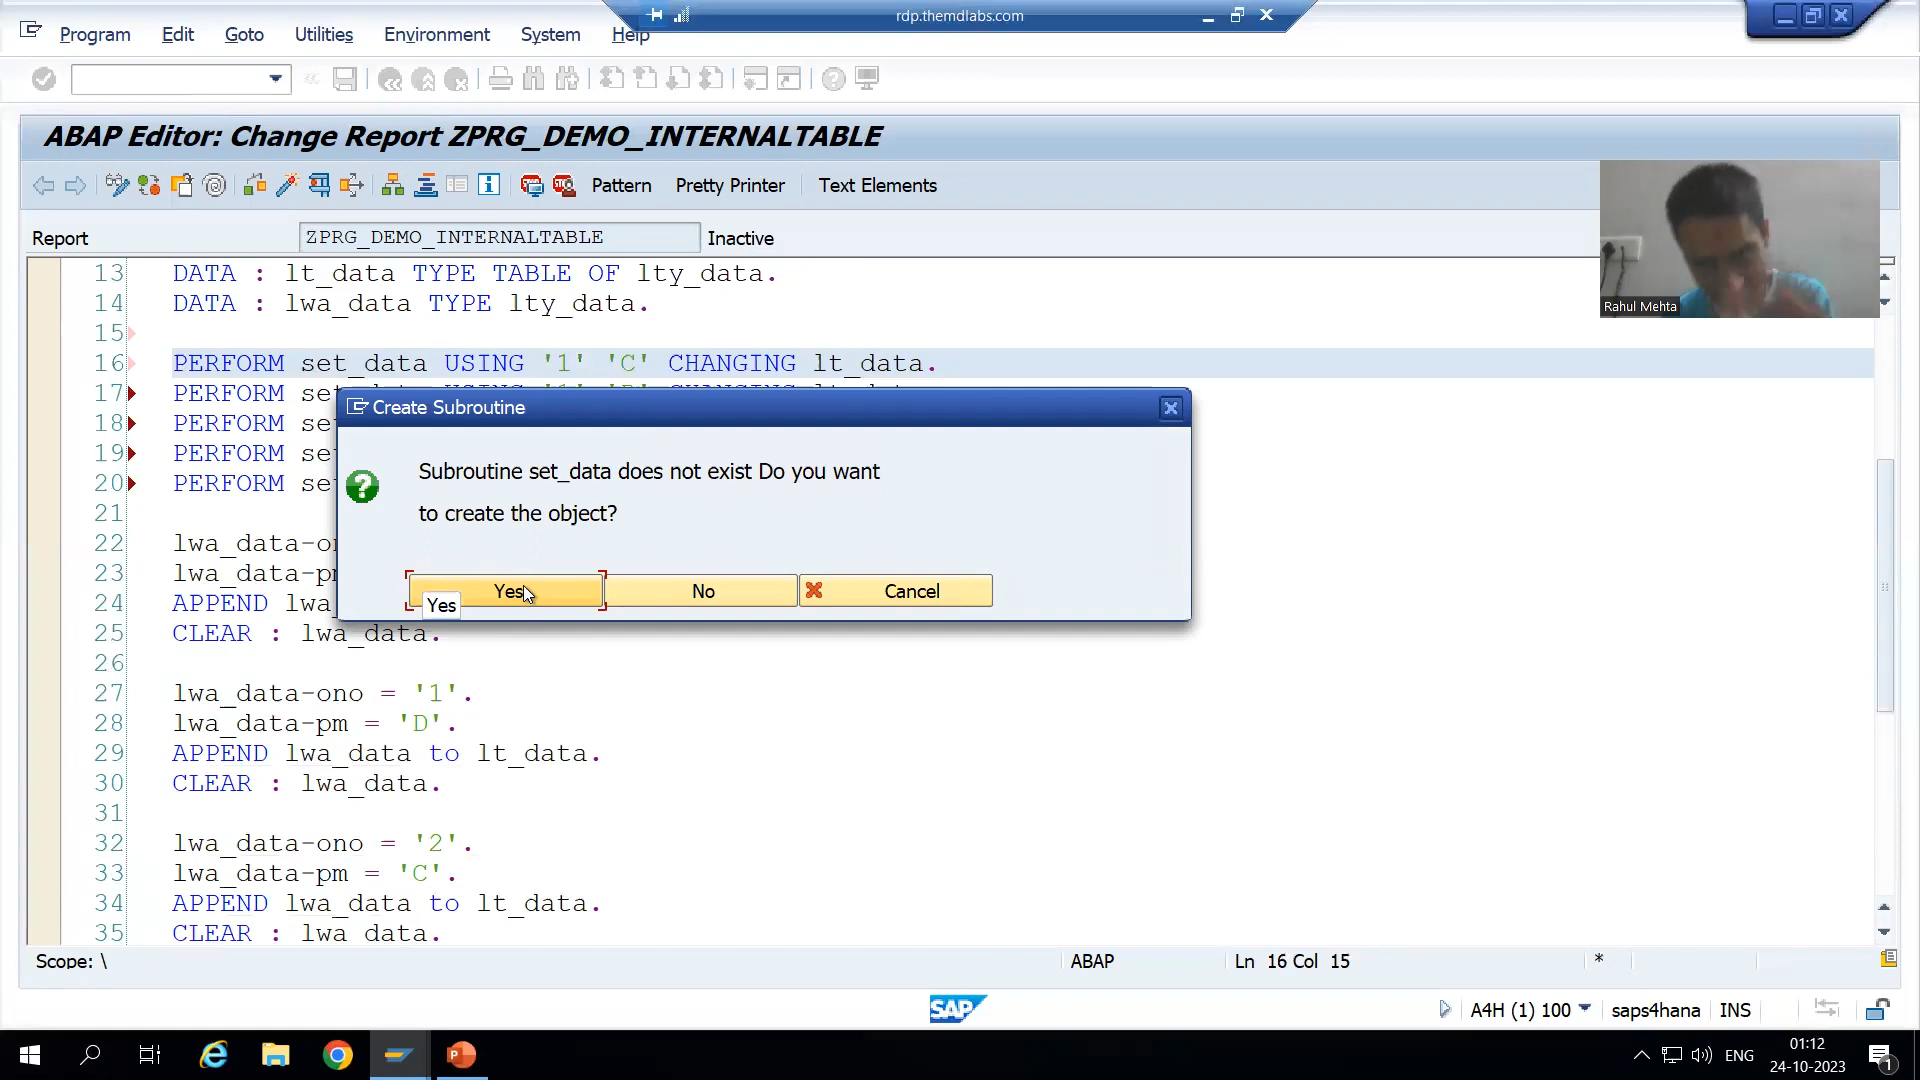 rdp.themdlabs.com
Program Edit Goto Utilities Environment System Help
ABAP Editor: Change Report ZPRG_DEMO_INTERNALTABLE
Pattern Pretty Printer Text Elements
Report ZPRG_DEMO_INTERNALTABLE Inactive
Rahul Mehta
13 DATA : lt_data TYPE TABLE OF lty_data.
14 DATA : lwa_data TYPE lty_data.
15
16 PERFORM set_data USING '1' 'C' CHANGING lt_data.
17 PERFORM
18 PERFORM
19 PERFORM
20 PERFORM
21
22 lwa_data-
23 lwa_data-
24 APPEND
25 CLEAR : lwa_data.
26
27 lwa_data-ono = '1'.
28 lwa_data-pm = 'D'.
29 APPEND lwa_data to lt_data.
30 CLEAR : lwa_data.
31
32 lwa_data-ono = '2'.
33 lwa_data-pm = 'C'.
34 APPEND lwa_data to lt_data.
35 CLEAR : lwa data.
Create Subroutine
Subroutine set_data does not exist Do you want
to create the object?
Yes No Cancel
Yes
Scope: \ ABAP Ln 16 Col 15 *
SAP A4H (1) 100 saps4hana INS
ENG 01:12
24-10-2023
1